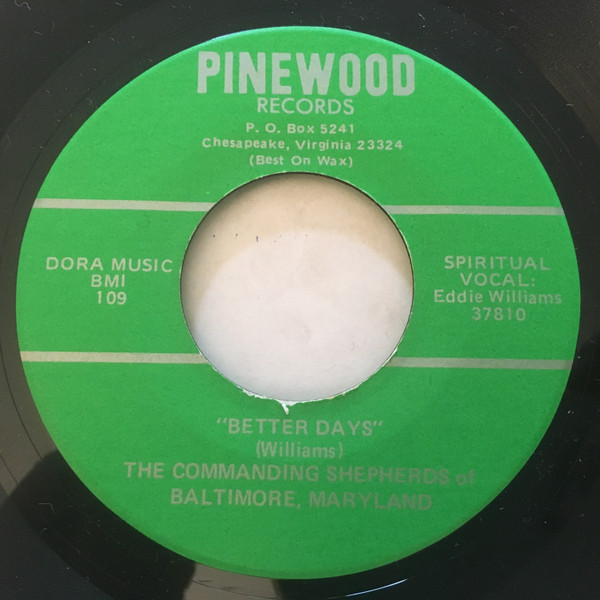 PINEWOOD
RECORDS
P. O. Box 5241
Chesapeake, Virginia 23324
(Best On Wax)
DORA MUSIC
BMI
109
SPIRITUAL
VOCAL:
Eddie Williams
37810
"BETTER DAYS"
(Williams)
THE COMMANDING SHEPHERDS of
BALTIMORE, MARYLAND